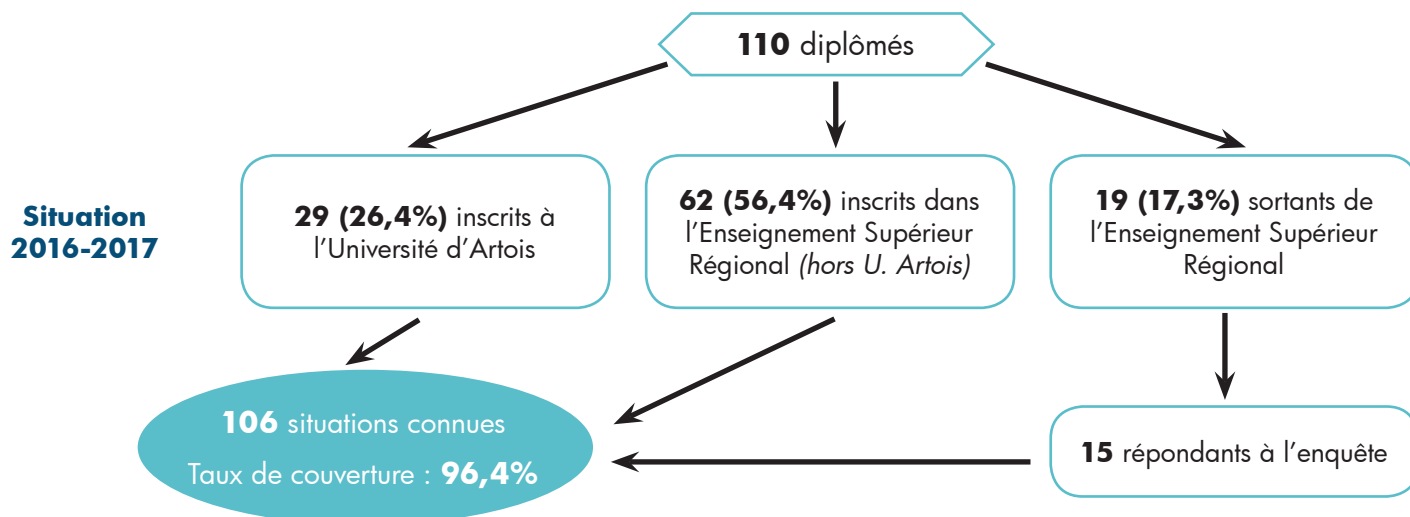 110 diplômés
Situation
2016-2017
29 (26,4%) inscrits à
l'Université d'Artois
62 (56,4%) inscrits dans
l'Enseignement Supérieur
Régional (hors U. Artois)
19 (17,3%) sortants de
l'Enseignement Supérieur
Régional
106 situations connues
Taux de couverture : 96,4%
15 répondants à l'enquête